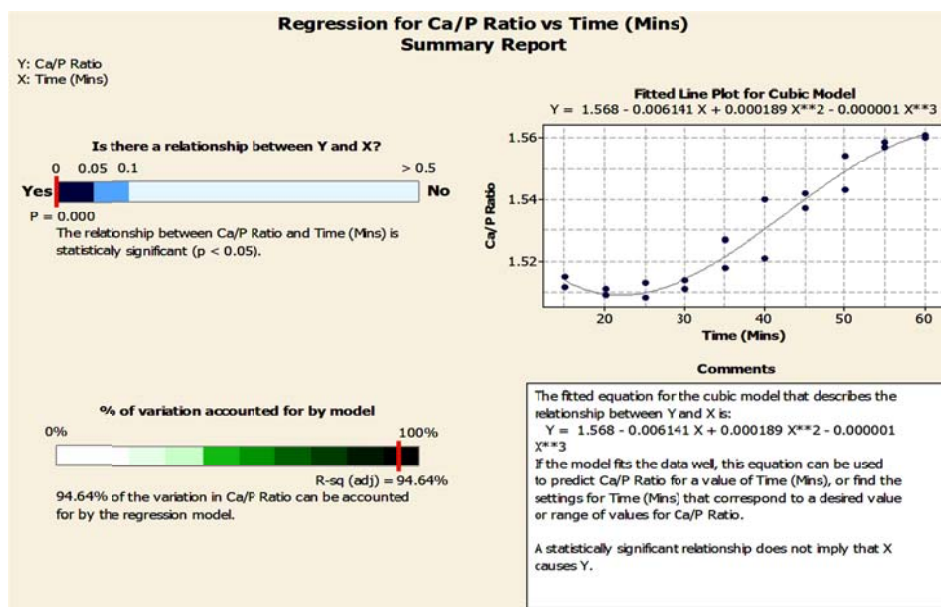 Regression for Ca/P Ratio vs Time (Mins)
Summary Report
Y: Ca/P Ratio
X: Time (Mins)
Is there a relationship between Y and X?
0 0.05 0.1 > 0.5
Yes No
P = 0.000
The relationship between Ca/P Ratio and Time (Mins) is
statisticaly significant (p < 0.05).
% of variation accounted for by model
0% 100%
R-sq (adj) = 94.64%
94.64% of the variation in Ca/P Ratio can be accounted
for by the regression model.
Fitted Line Plot for Cubic Model
Y = 1.568 - 0.006141 X + 0.000189 X**2 - 0.000001 X**3
1.56
1.54
1.52
Ca/P Ratio
20 30 40 50 60
Time (Mins)
Comments
The fitted equation for the cubic model that describes the
relationship between Y and X is:
Y = 1.568 - 0.006141 X + 0.000189 X**2 - 0.000001
X**3
If the model fits the data well, this equation can be used
to predict Ca/P Ratio for a value of Time (Mins), or find the
settings for Time (Mins) that correspond to a desired value
or range of values for Ca/P Ratio.
A statistically significant relationship does not imply that X
causes Y.